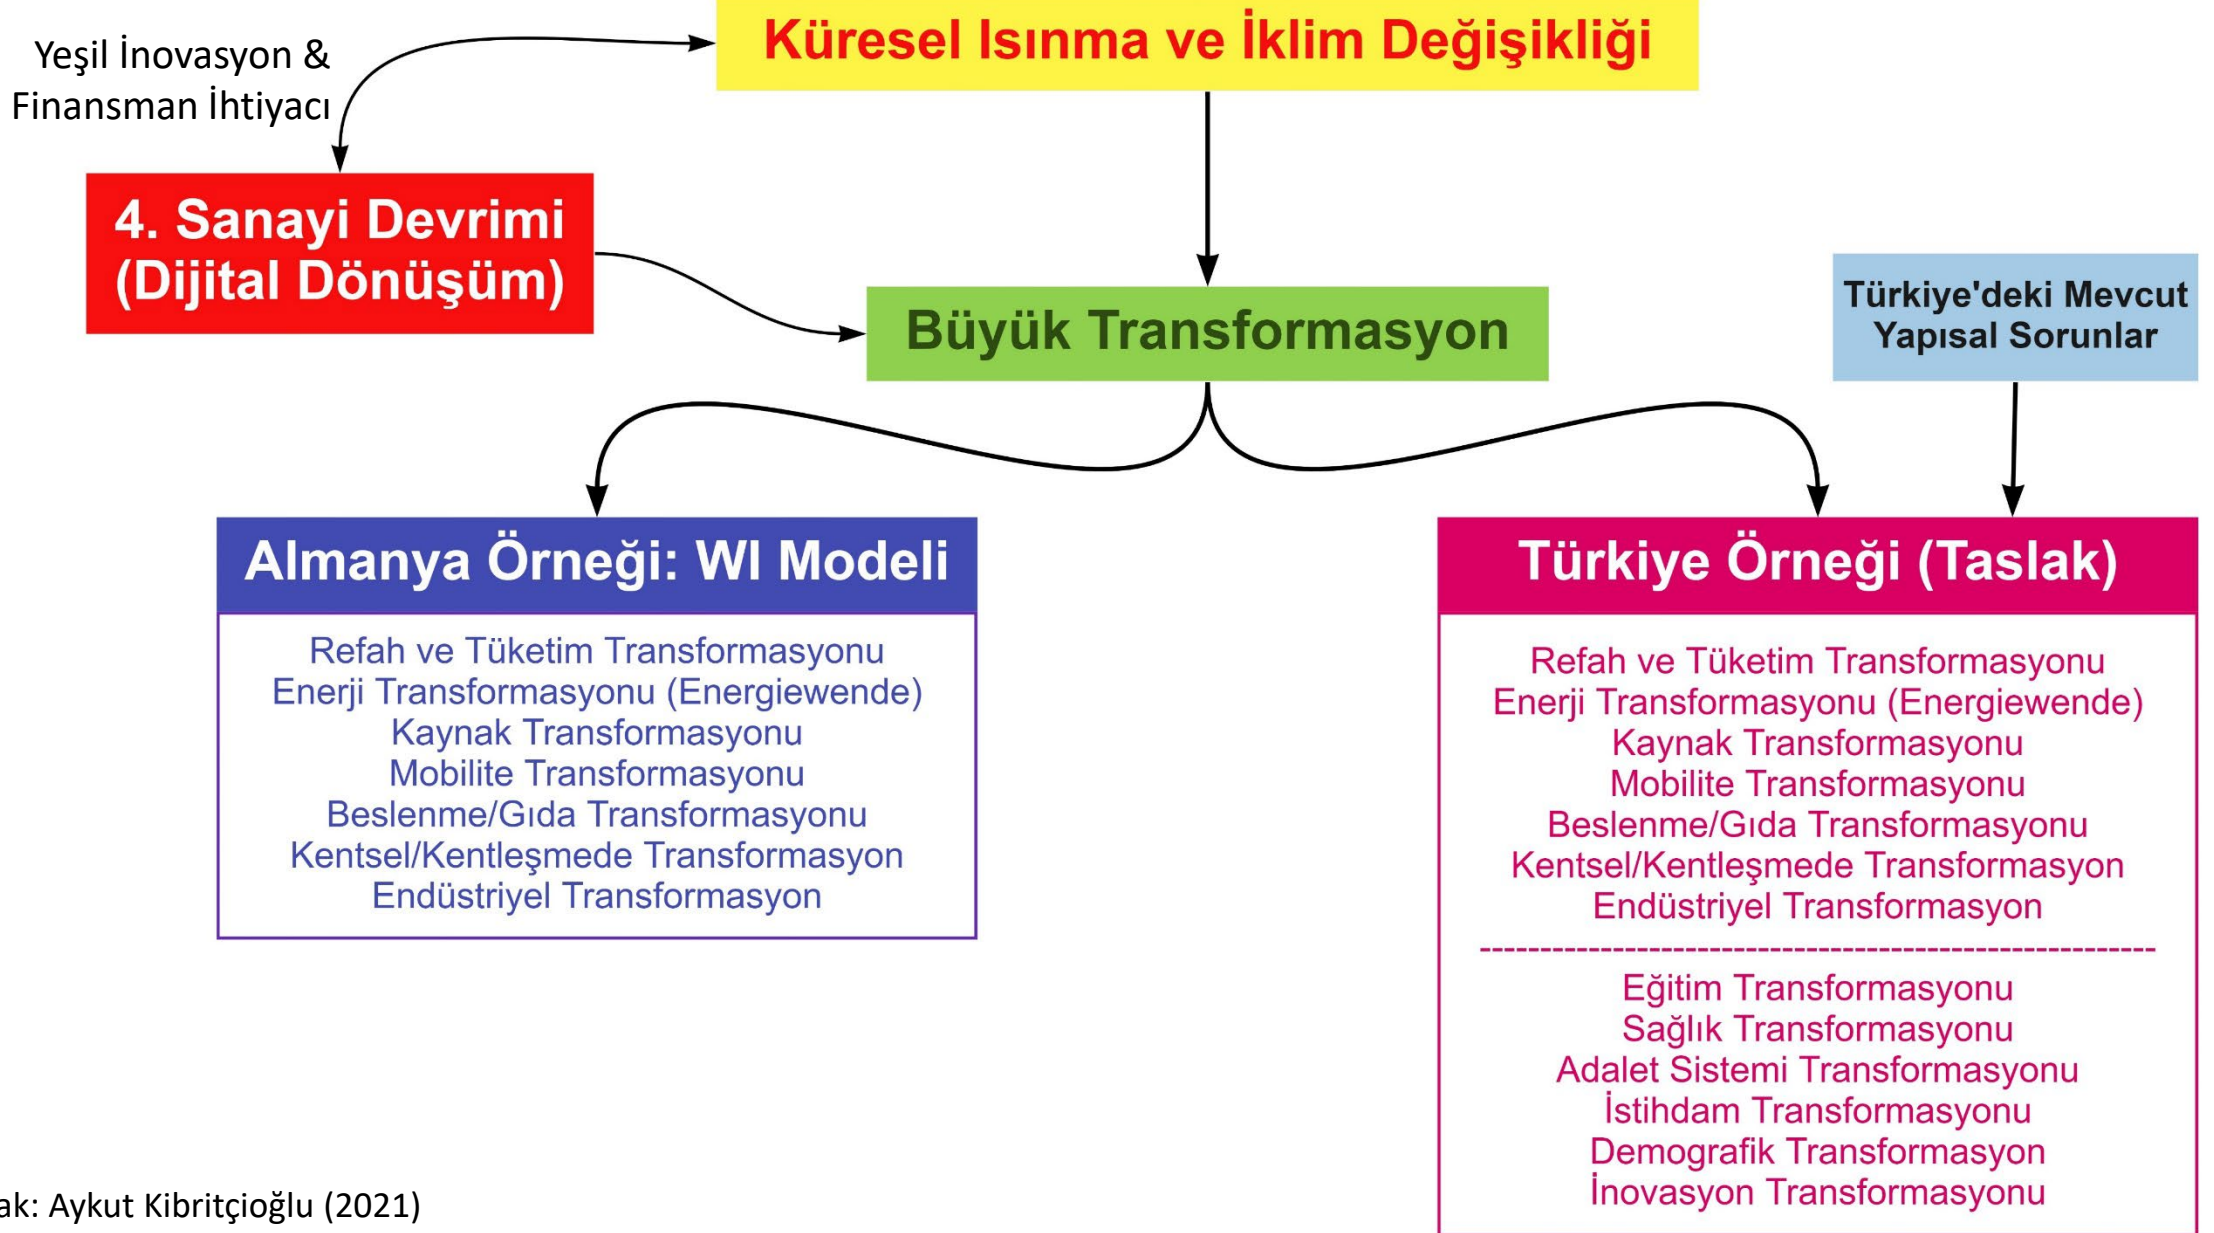 Yeşil İnovasyon &
Finansman İhtiyacı
Küresel Isınma ve İklim Değişikliği
4. Sanayi Devrimi
(Dijital Dönüşüm)
Büyük Transformasyon
Türkiye'deki Mevcut
Yapısal Sorunlar
Almanya Örneği: WI Modeli
Refah ve Tüketim Transformasyonu
Enerji Transformasyonu (Energiewende)
Kaynak Transformasyonu
Mobilite Transformasyonu
Beslenme/Gıda Transformasyonu
Kentsel/Kentleşmede Transformasyon
Endüstriyel Transformasyon
Türkiye Örneği (Taslak)
Refah ve Tüketim Transformasyonu
Enerji Transformasyonu (Energiewende)
Kaynak Transformasyonu
Mobilite Transformasyonu
Beslenme/Gıda Transformasyonu
Kentsel/Kentleşmede Transformasyon
Endüstriyel Transformasyon
Eğitim Transformasyonu
Sağlık Transformasyonu
Adalet Sistemi Transformasyonu
İstihdam Transformasyonu
Demografik Transformasyon
İnovasyon Transformasyonu
ak: Aykut Kibritçioğlu (2021)